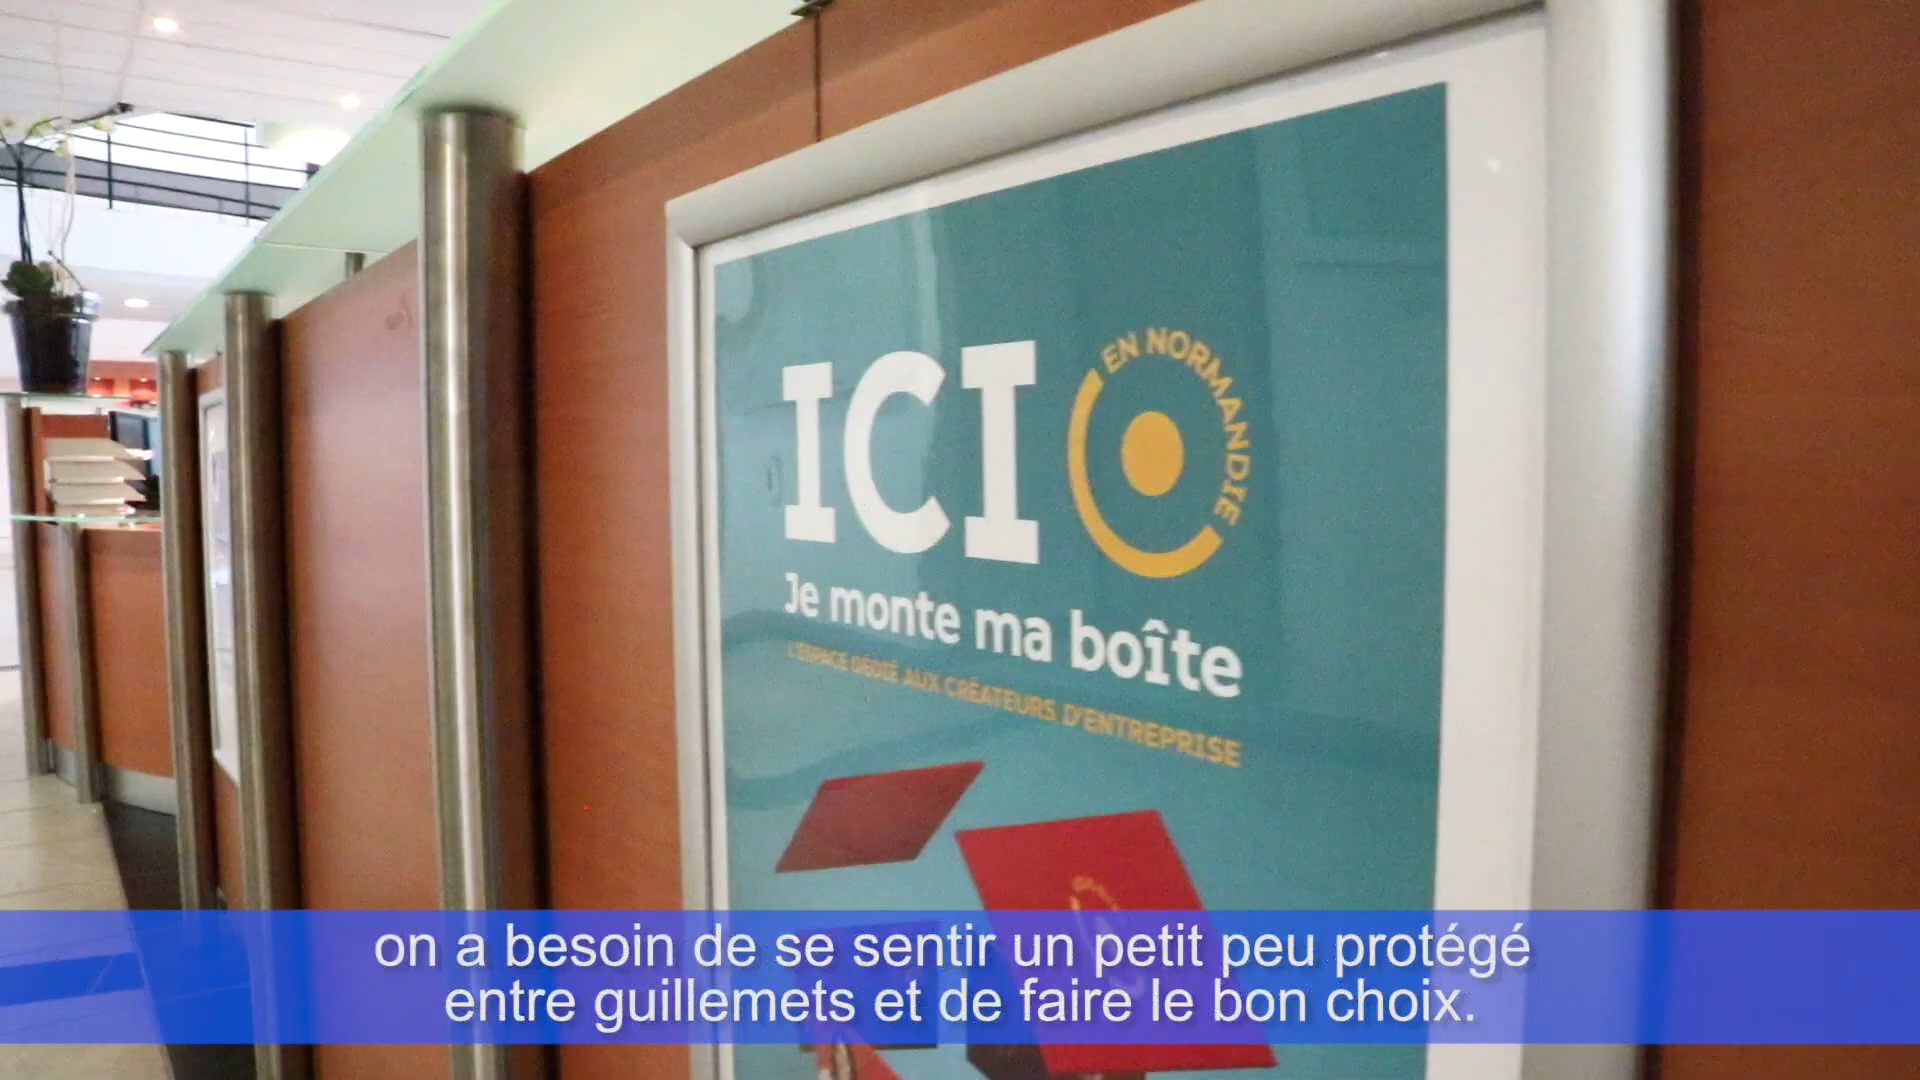 ICI
EN NORMANDIE
Je monte ma boîte
L'ESPACE DÉDIÉ AUX CRÉATEURS D'ENTREPRISE
on a besoin de se sentir un petit peu protégé
entre guillemets et de faire le bon choix.